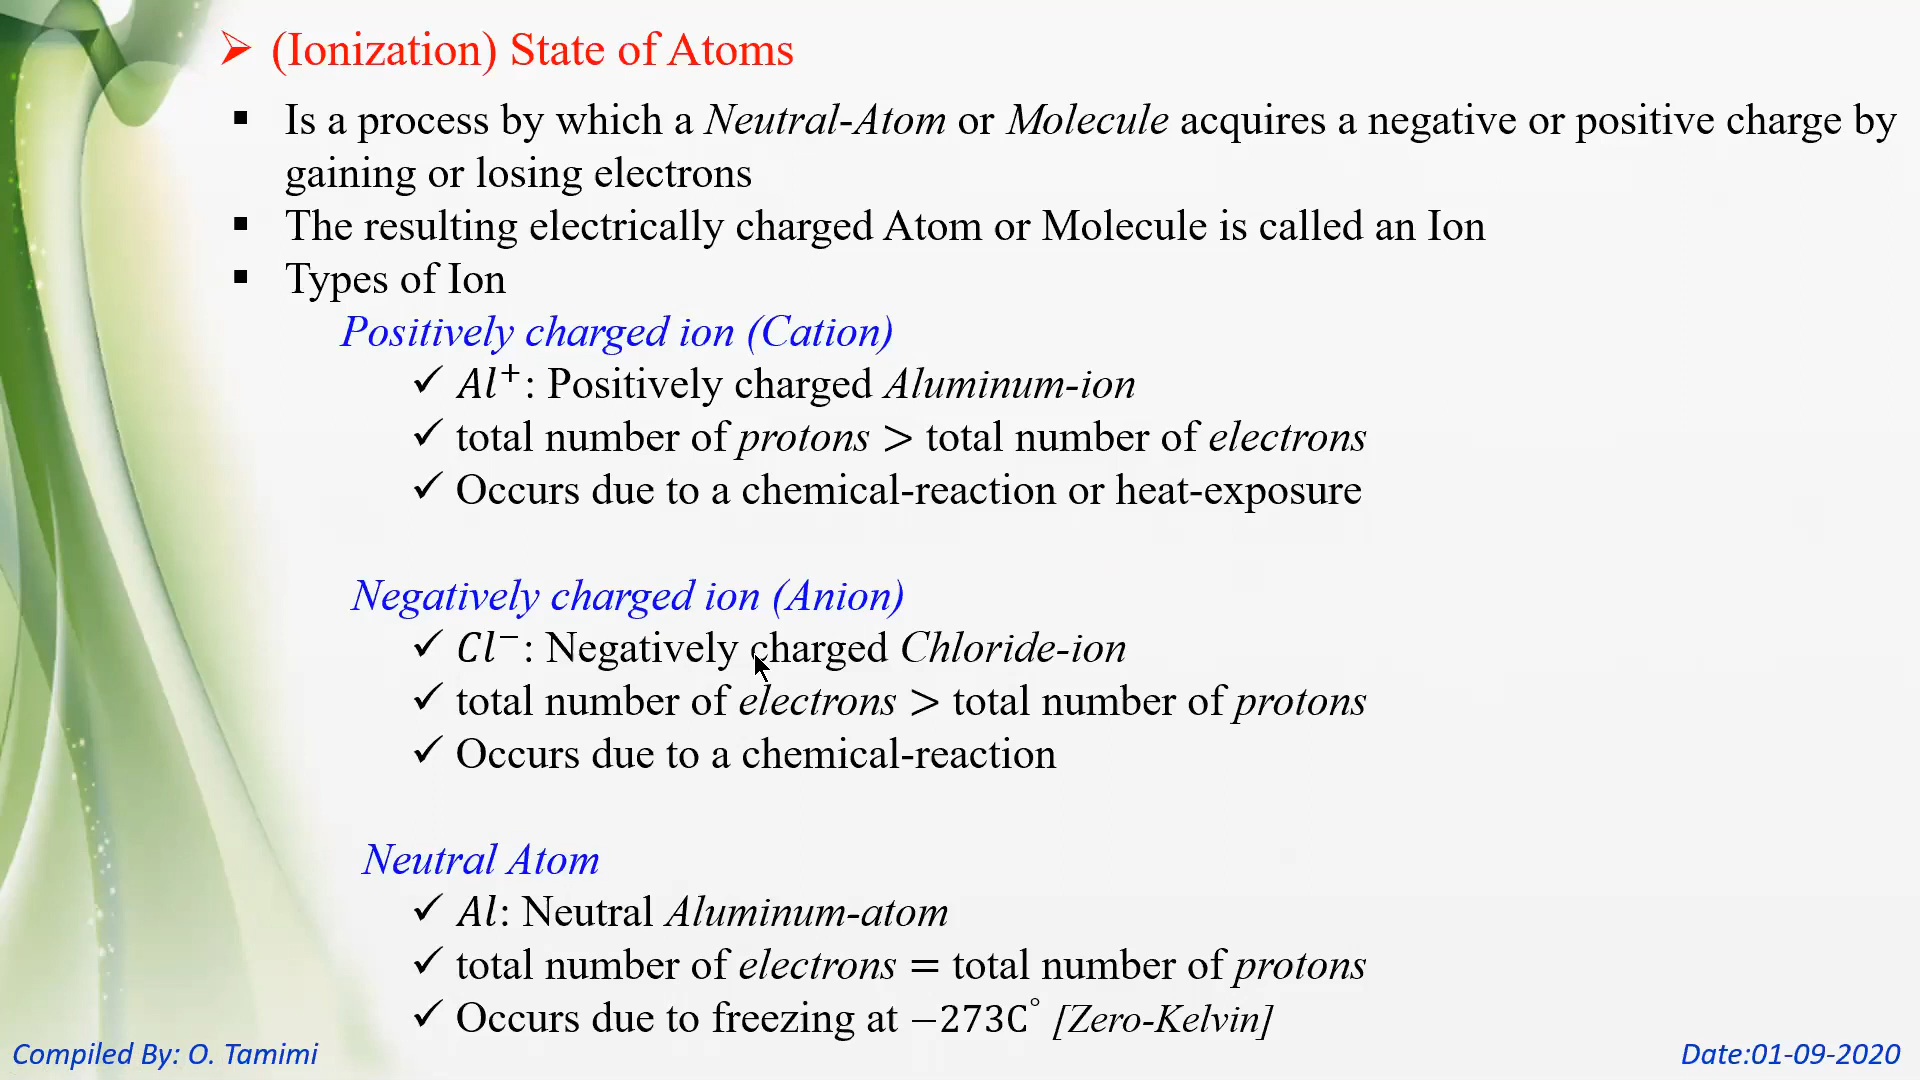 ➢ (Ionization) State of Atoms
▪ Is a process by which a Neutral-Atom or Molecule acquires a negative or positive charge by
gaining or losing electrons
▪ The resulting electrically charged Atom or Molecule is called an Ion
▪ Types of Ion
Positively charged ion (Cation)
✓ Al⁺: Positively charged Aluminum-ion
✓ total number of protons > total number of electrons
✓ Occurs due to a chemical-reaction or heat-exposure
Negatively charged ion (Anion)
✓ Cl⁻: Negatively charged Chloride-ion
✓ total number of electrons > total number of protons
✓ Occurs due to a chemical-reaction
Neutral Atom
✓ Al: Neutral Aluminum-atom
✓ total number of electrons = total number of protons
✓ Occurs due to freezing at −273C° [Zero-Kelvin]
Compiled By: O. Tamimi
Date:01-09-2020